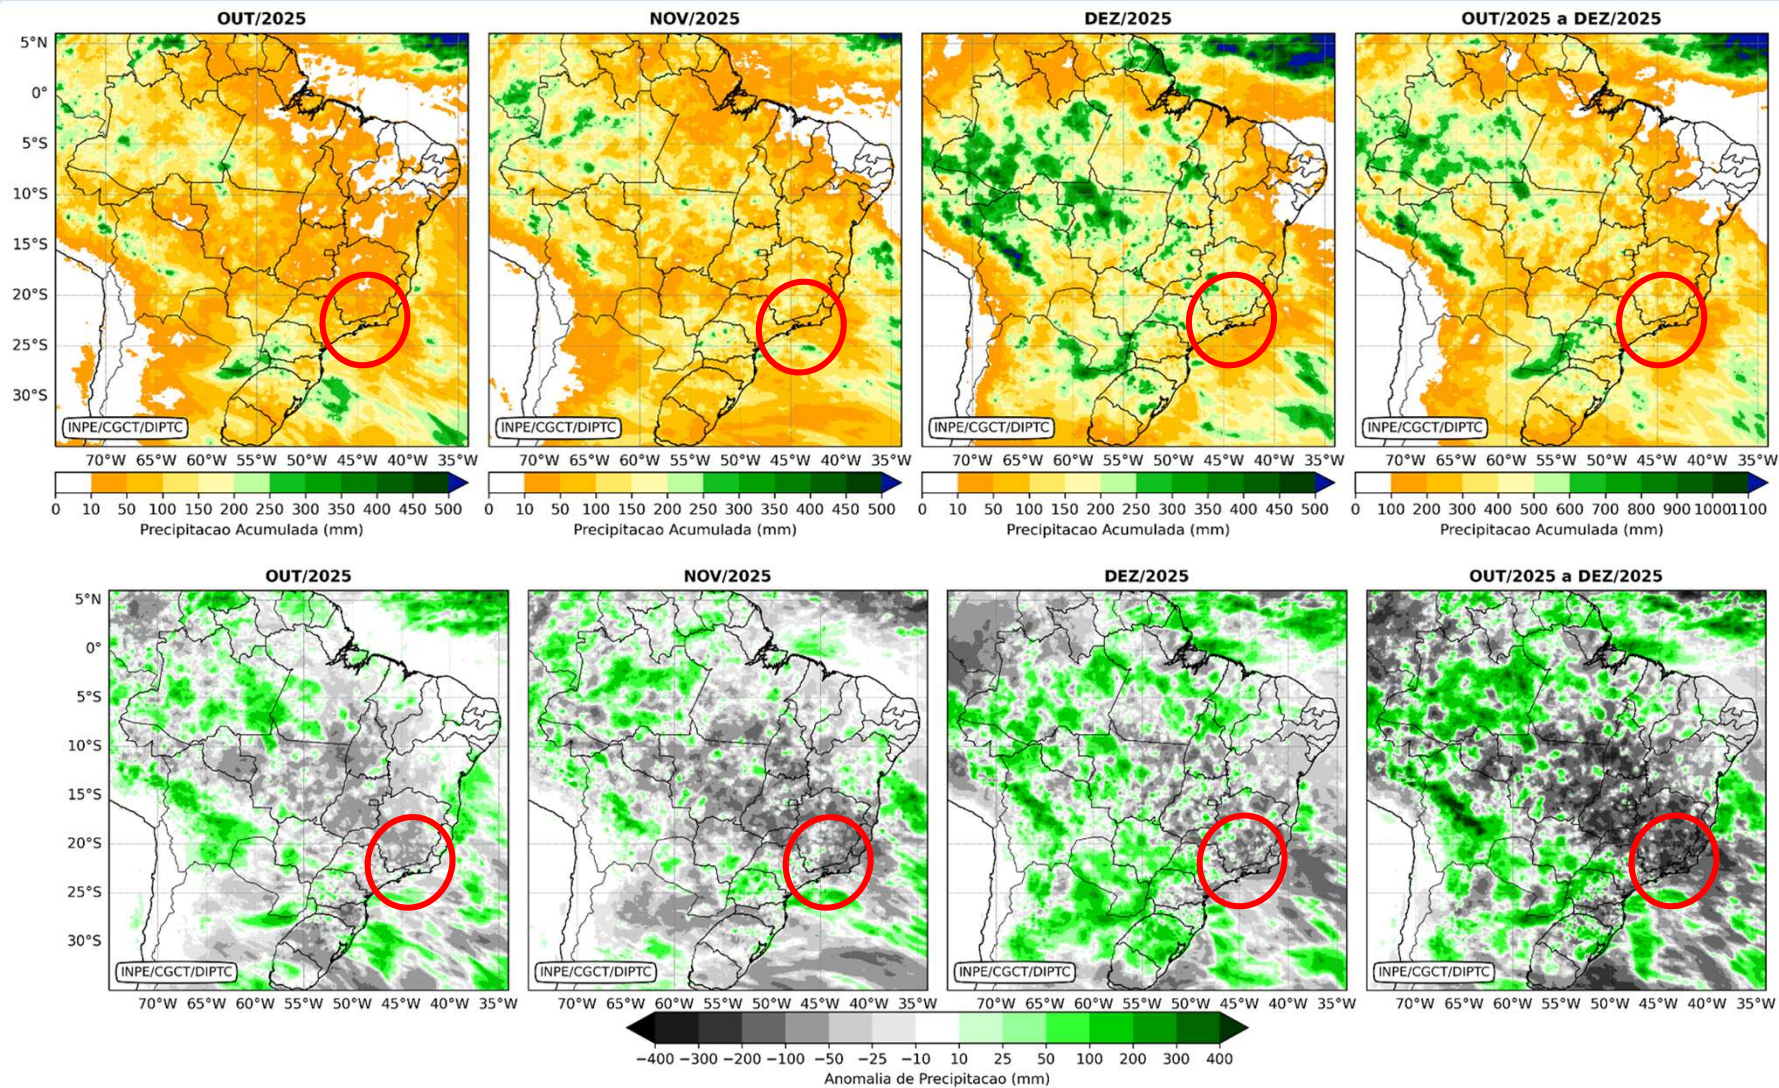 OUT/2025 NOV/2025 DEZ/2025 OUT/2025 a DEZ/2025
5°N
0°
5°S
10°S
15°S
20°S
25°S
30°S
INPE/CGCT/DIPTC INPE/CGCT/DIPTC INPE/CGCT/DIPTC INPE/CGCT/DIPTC
70°W 65°W 60°W 55°W 50°W 45°W 40°W 35°W 70°W 65°W 60°W 55°W 50°W 45°W 40°W 35°W 70°W 65°W 60°W 55°W 50°W 45°W 40°W 35°W 70°W 65°W 60°W 55°W 50°W 45°W 40°W 35°W
0 10 50 100 150 200 250 300 350 400 450 500 0 10 50 100 150 200 250 300 350 400 450 500 0 10 50 100 150 200 250 300 350 400 450 500 0 100 200 300 400 500 600 700 800 900 1000 1100
Precipitacao Acumulada (mm) Precipitacao Acumulada (mm) Precipitacao Acumulada (mm) Precipitacao Acumulada (mm)
OUT/2025 NOV/2025 DEZ/2025 OUT/2025 a DEZ/2025
5°N
0°
5°S
10°S
15°S
20°S
25°S
30°S
INPE/CGCT/DIPTC INPE/CGCT/DIPTC INPE/CGCT/DIPTC INPE/CGCT/DIPTC
70°W 65°W 60°W 55°W 50°W 45°W 40°W 35°W 70°W 65°W 60°W 55°W 50°W 45°W 40°W 35°W 70°W 65°W 60°W 55°W 50°W 45°W 40°W 35°W 70°W 65°W 60°W 55°W 50°W 45°W 40°W 35°W
−400 −300 −200 −100 −50 −25 −10 10 25 50 100 200 300 400
Anomalia de Precipitacao (mm)